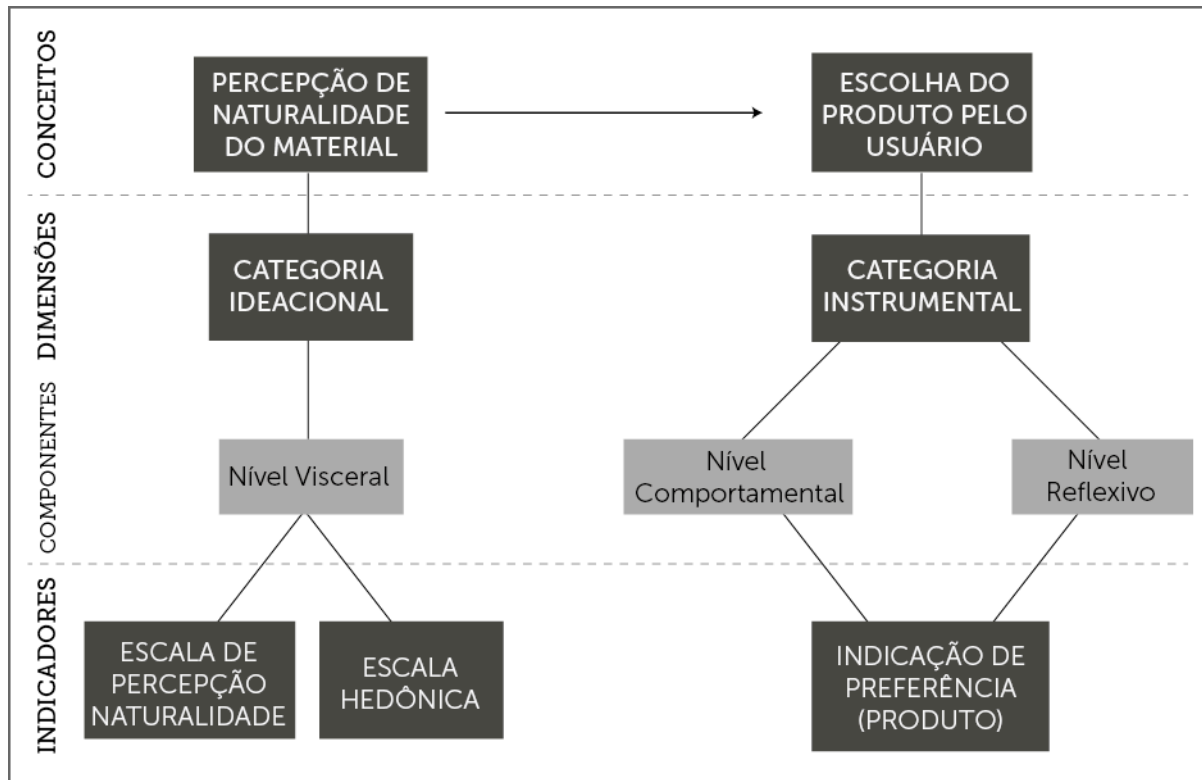 CONCEITOS
PERCEPÇÃO DE
NATURALIDADE
DO MATERIAL
ESCOLHA DO
PRODUTO PELO
USUÁRIO
DIMENSÕES
CATEGORIA
IDEACIONAL
CATEGORIA
INSTRUMENTAL
COMPONENTES
Nível Visceral
Nível
Comportamental
Nível
Reflexivo
INDICADORES
ESCALA DE
PERCEPÇÃO
NATURALIDADE
ESCALA
HEDÔNICA
INDICAÇÃO DE
PREFERÊNCIA
(PRODUTO)